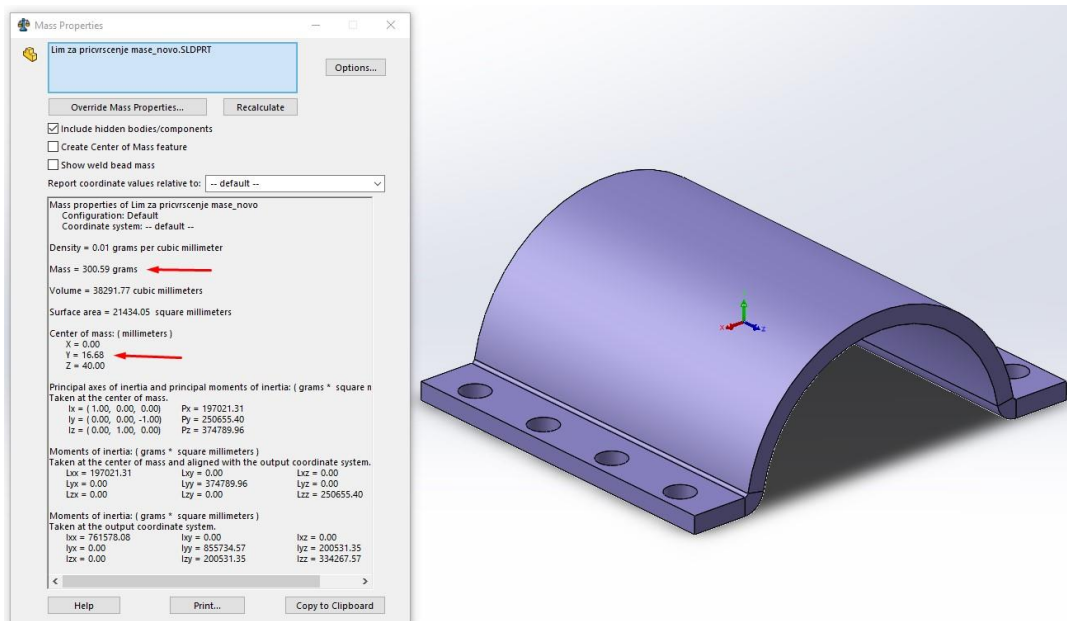 Mass Properties
Lim za pricvrscenje mase_novo.SLDPRT
Options...
Override Mass Properties...
Recalculate
Include hidden bodies/components
Create Center of Mass feature
Show weld bead mass
Report coordinate values relative to: -- default --
Mass properties of Lim za pricvrscenje mase_novo
Configuration: Default
Coordinate system: -- default --
Density = 0.01 grams per cubic millimeter
Mass = 300.59 grams
Volume = 38291.77 cubic millimeters
Surface area = 21434.05 square millimeters
Center of mass: ( millimeters )
X = 0.00
Y = 16.68
Z = 40.00
Principal axes of inertia and principal moments of inertia: ( grams * square m
Taken at the center of mass.
Ix = ( 1.00, 0.00, 0.00) Px = 197021.31
Iy = ( 0.00, 0.00, -1.00) Py = 250655.40
Iz = ( 0.00, 1.00, 0.00) Pz = 374789.96
Moments of inertia: ( grams * square millimeters )
Taken at the center of mass and aligned with the output coordinate system.
Lxx = 197021.31 Lxy = 0.00 Lxz = 0.00
Lyx = 0.00 Lyy = 374789.96 Lyz = 0.00
Lzx = 0.00 Lzy = 0.00 Lzz = 250655.40
Moments of inertia: ( grams * square millimeters )
Taken at the output coordinate system.
Ixx = 761578.08 Ixy = 0.00 Ixz = 0.00
Iyx = 0.00 Iyy = 855734.57 Iyz = 200531.35
Izx = 0.00 Izy = 200531.35 Izz = 334267.57
Help
Print...
Copy to Clipboard
X
Z